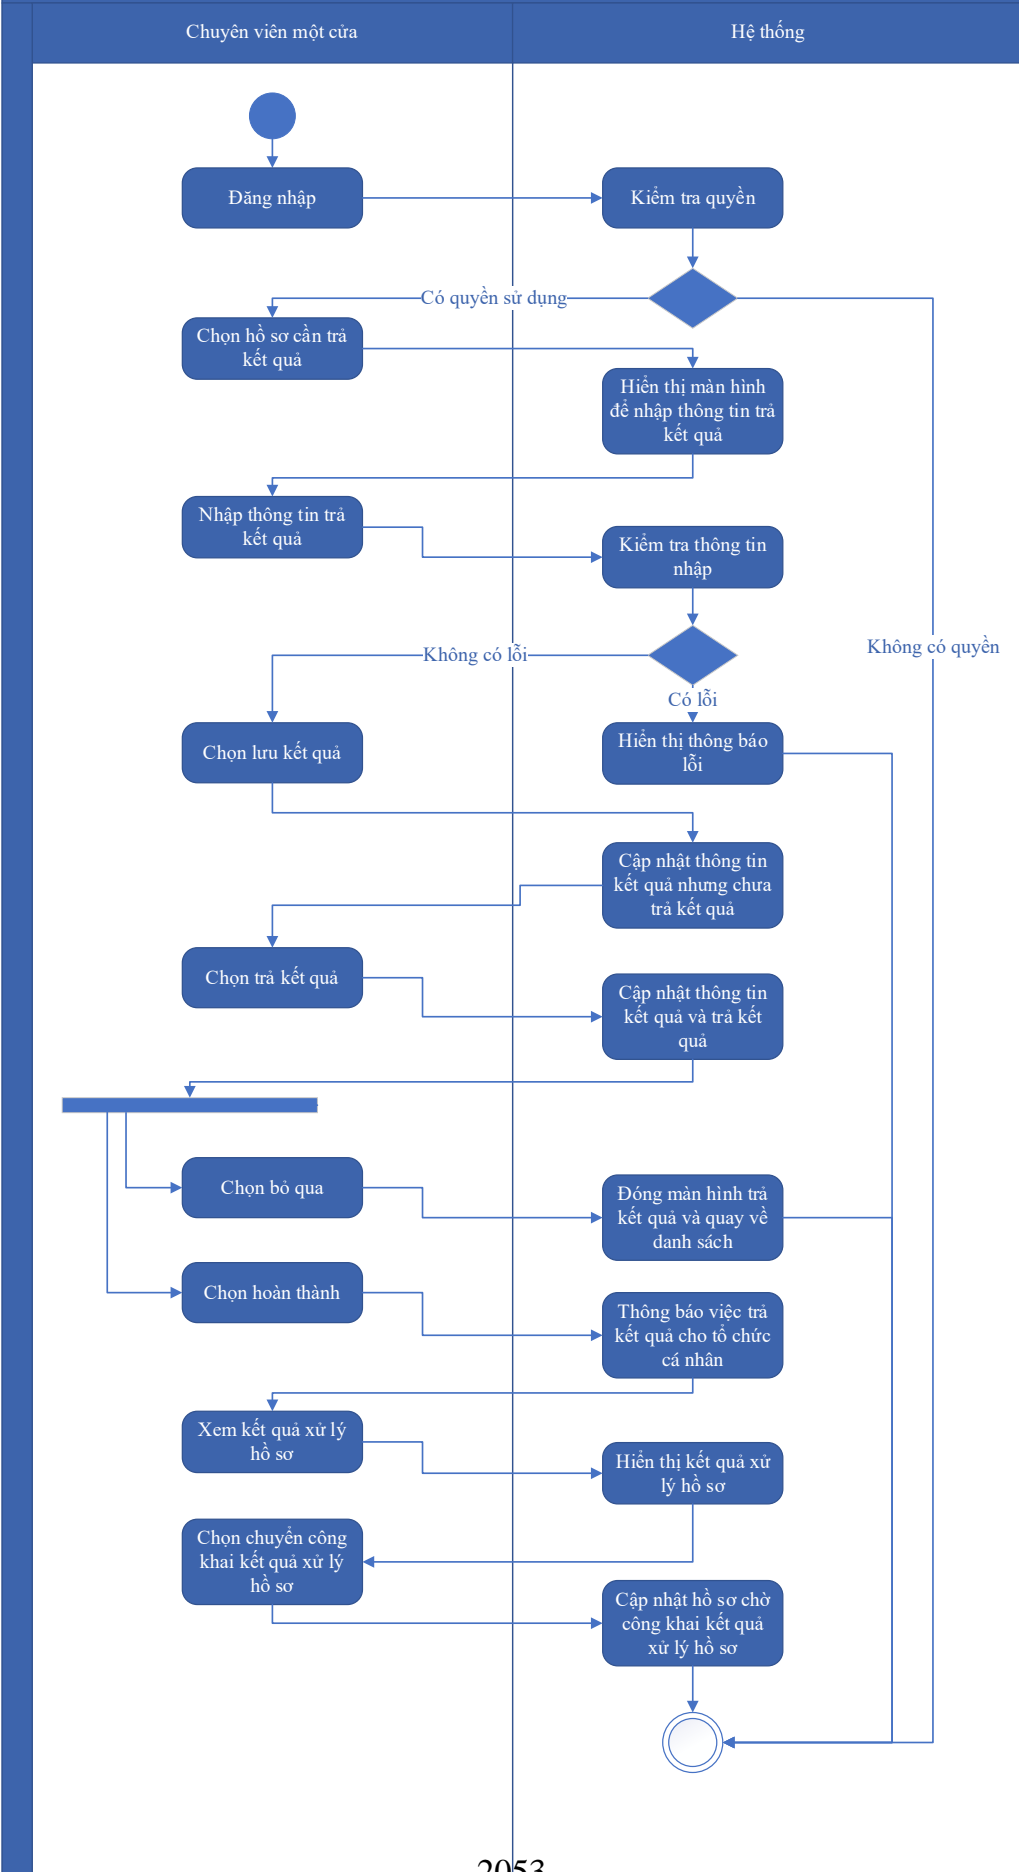 Chuyên viên một cửa
Hệ thống
Đăng nhập
Kiểm tra quyền
Có quyền sử dụng
Chọn hồ sơ cần trả
kết quả
Hiển thị màn hình
để nhập thông tin trả
kết quả
Nhập thông tin trả
kết quả
Kiểm tra thông tin
nhập
Không có quyền
Không có lỗi
Có lỗi
Chọn lưu kết quả
Hiển thị thông báo
lỗi
Cập nhật thông tin
kết quả nhưng chưa
trả kết quả
Chọn trả kết quả
Cập nhật thông tin
kết quả và trả kết
quả
Chọn bỏ qua
Đóng màn hình trả
kết quả và quay về
danh sách
Chọn hoàn thành
Thông báo việc trả
kết quả cho tổ chức
cá nhân
Xem kết quả xử lý
hồ sơ
Hiển thị kết quả xử
lý hồ sơ
Chọn chuyển công
khai kết quả xử lý
hồ sơ
Cập nhật hồ sơ chờ
công khai kết quả
xử lý hồ sơ
2053